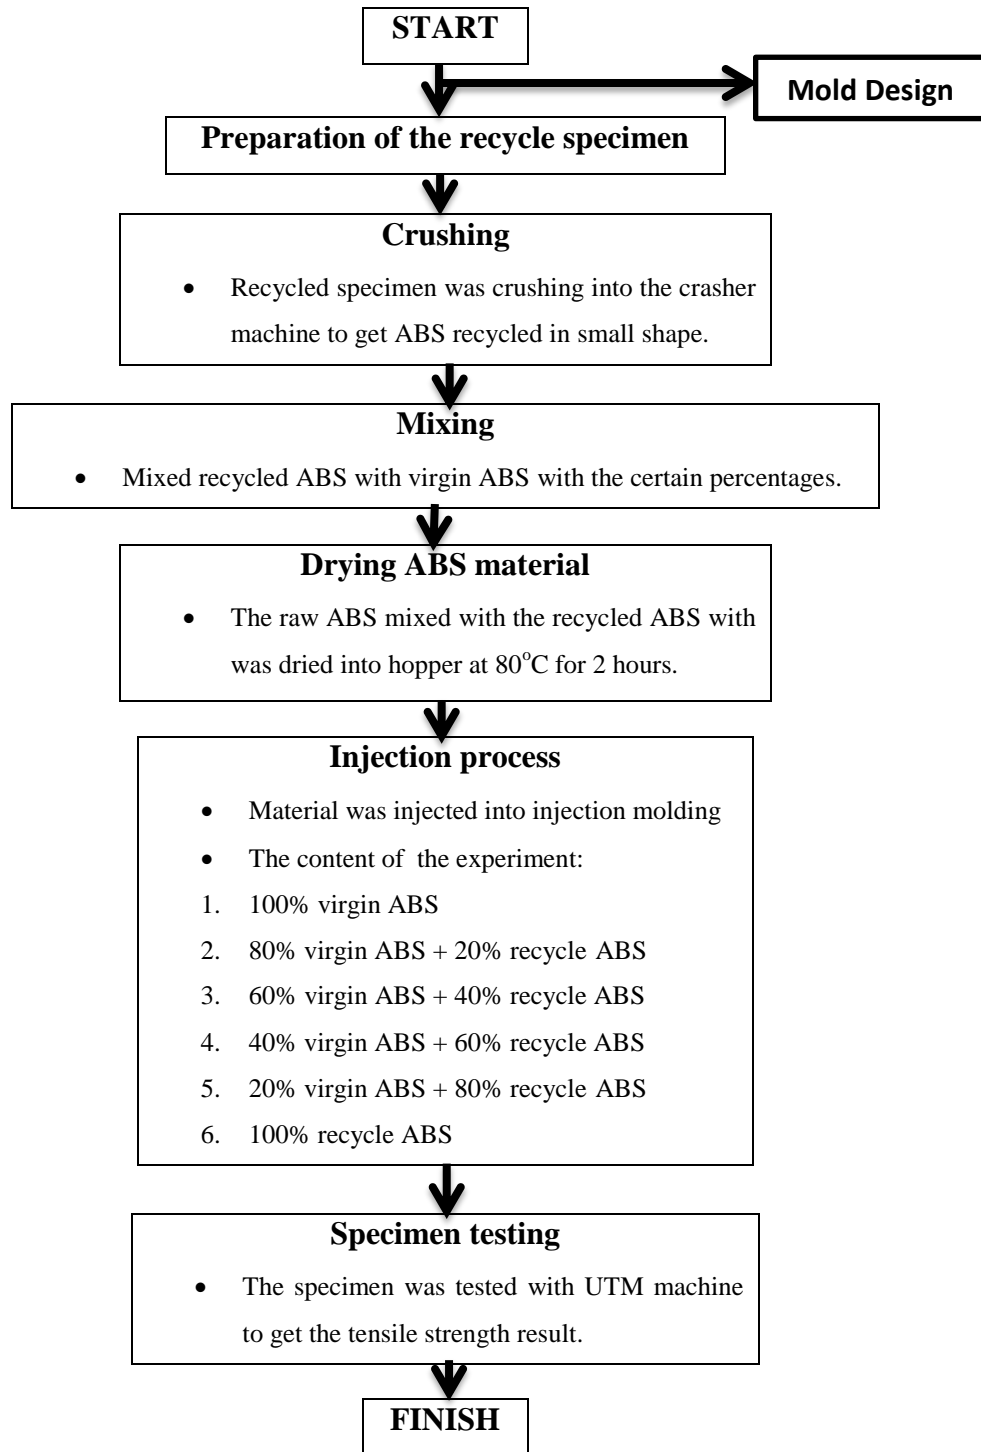 START
Mold Design
Preparation of the recycle specimen
Crushing
• Recycled specimen was crushing into the crasher
machine to get ABS recycled in small shape.
Mixing
• Mixed recycled ABS with virgin ABS with the certain percentages.
Drying ABS material
• The raw ABS mixed with the recycled ABS with
was dried into hopper at 80°C for 2 hours.
Injection process
• Material was injected into injection molding
• The content of the experiment:
1. 100% virgin ABS
2. 80% virgin ABS + 20% recycle ABS
3. 60% virgin ABS + 40% recycle ABS
4. 40% virgin ABS + 60% recycle ABS
5. 20% virgin ABS + 80% recycle ABS
6. 100% recycle ABS
Specimen testing
• The specimen was tested with UTM machine
to get the tensile strength result.
FINISH